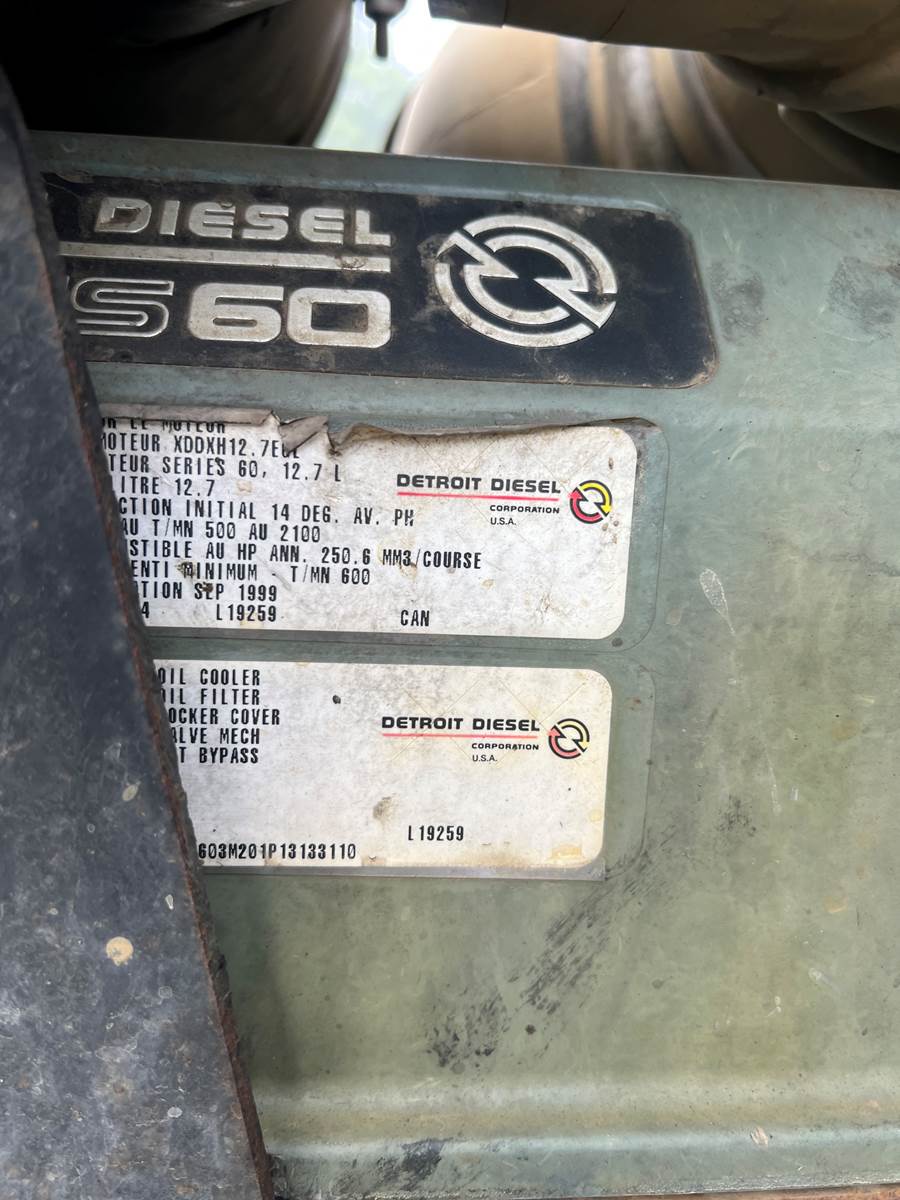 DIESEL
S60
LE MOTEUR
MOTEUR XDDXH12.7E
TEUR SERIES 60, 12.7 L
LITRE 12.7
CTION INITIAL 14 DEG. AV. PH
AU T/MN 500 AU 2100
STIBLE AU HP ANN. 250.6 MM3/COURSE
ENTI MINIMUM - T/MN 600
TION SEP 1999
4 L19259 CAN
DETROIT DIESEL
CORPORATION
U.S.A.
OIL COOLER
OIL FILTER
OCKER COVER
ALVE MECH
T BYPASS
DETROIT DIESEL
CORPORATION
U.S.A.
L19259
603M201P13133110